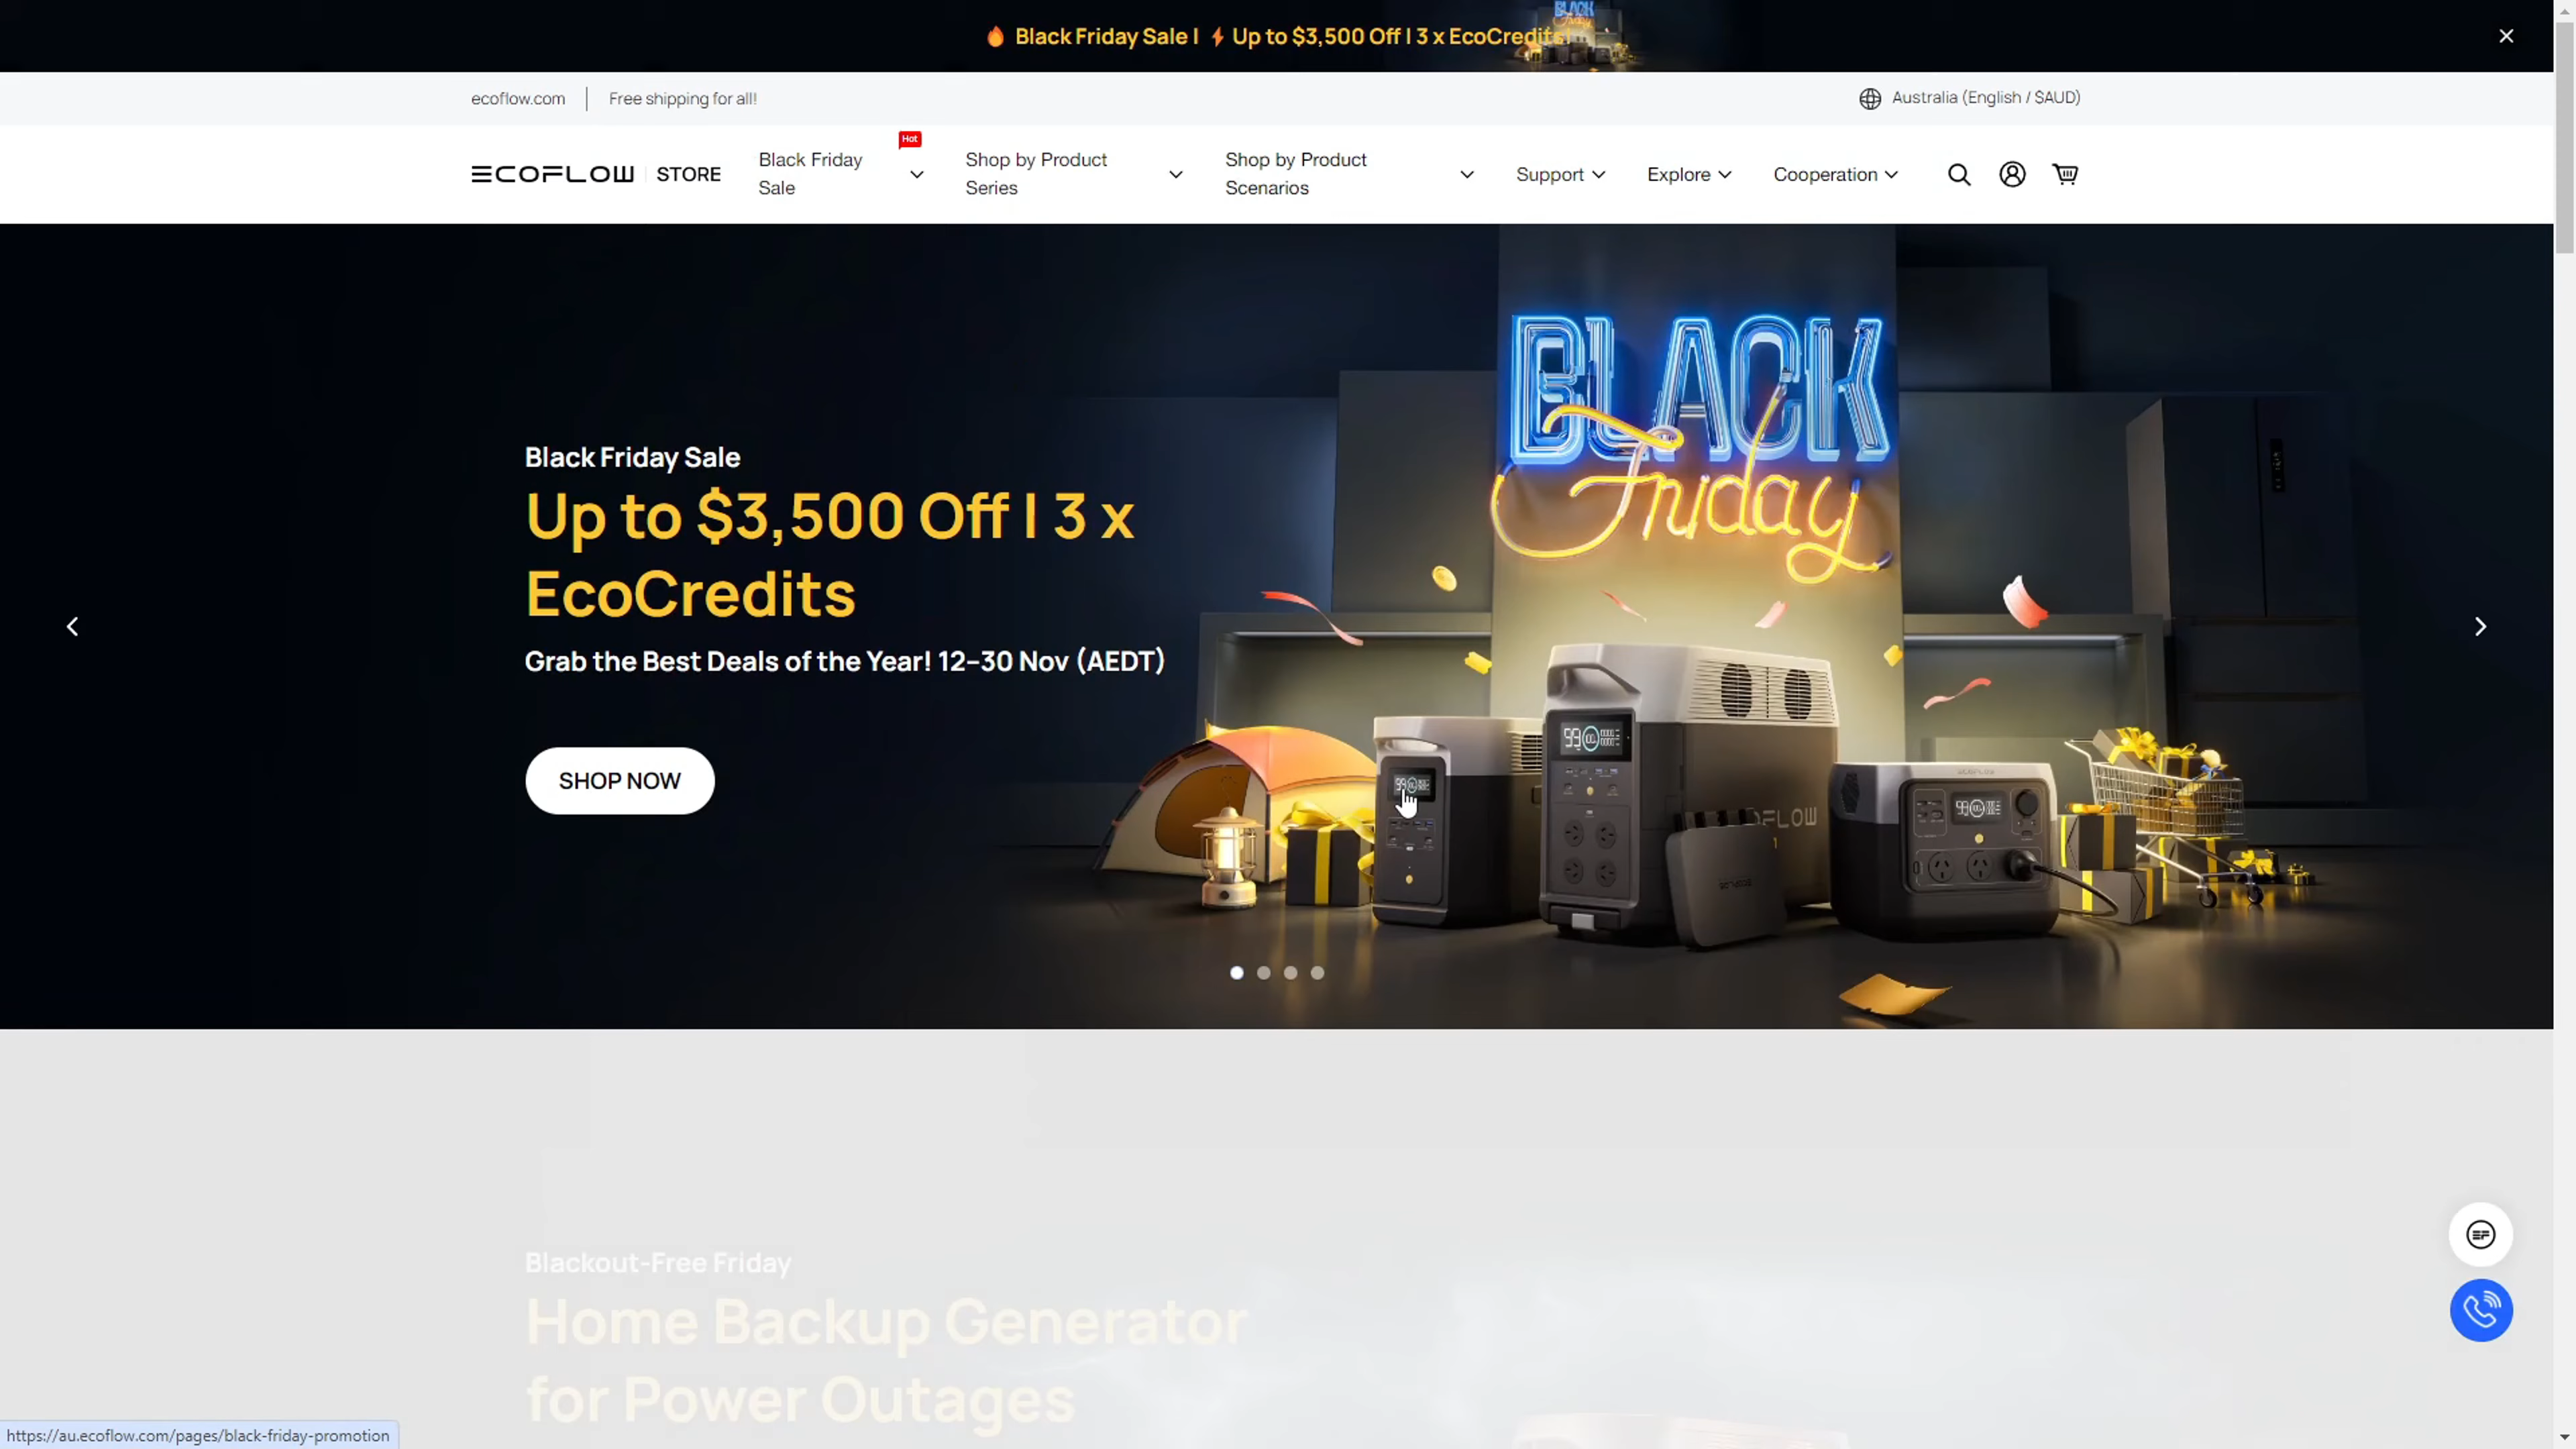 🔥 Black Friday Sale | ⚡ Up to $3,500 Off | 3 x EcoCredits!
ecoflow.com | Free shipping for all!
Australia (English / $AUD)
ECOFLOW | STORE
Hot
Black Friday
Sale
Shop by Product
Series
Shop by Product
Scenarios
Support
Explore
Cooperation
BLACK
Friday
Black Friday Sale
Up to $3,500 Off | 3 x
EcoCredits
Grab the Best Deals of the Year! 12–30 Nov (AEDT)
SHOP NOW
Blackout-Free Friday
Home Backup Generator
for Power Outages
https://au.ecoflow.com/pages/black-friday-promotion